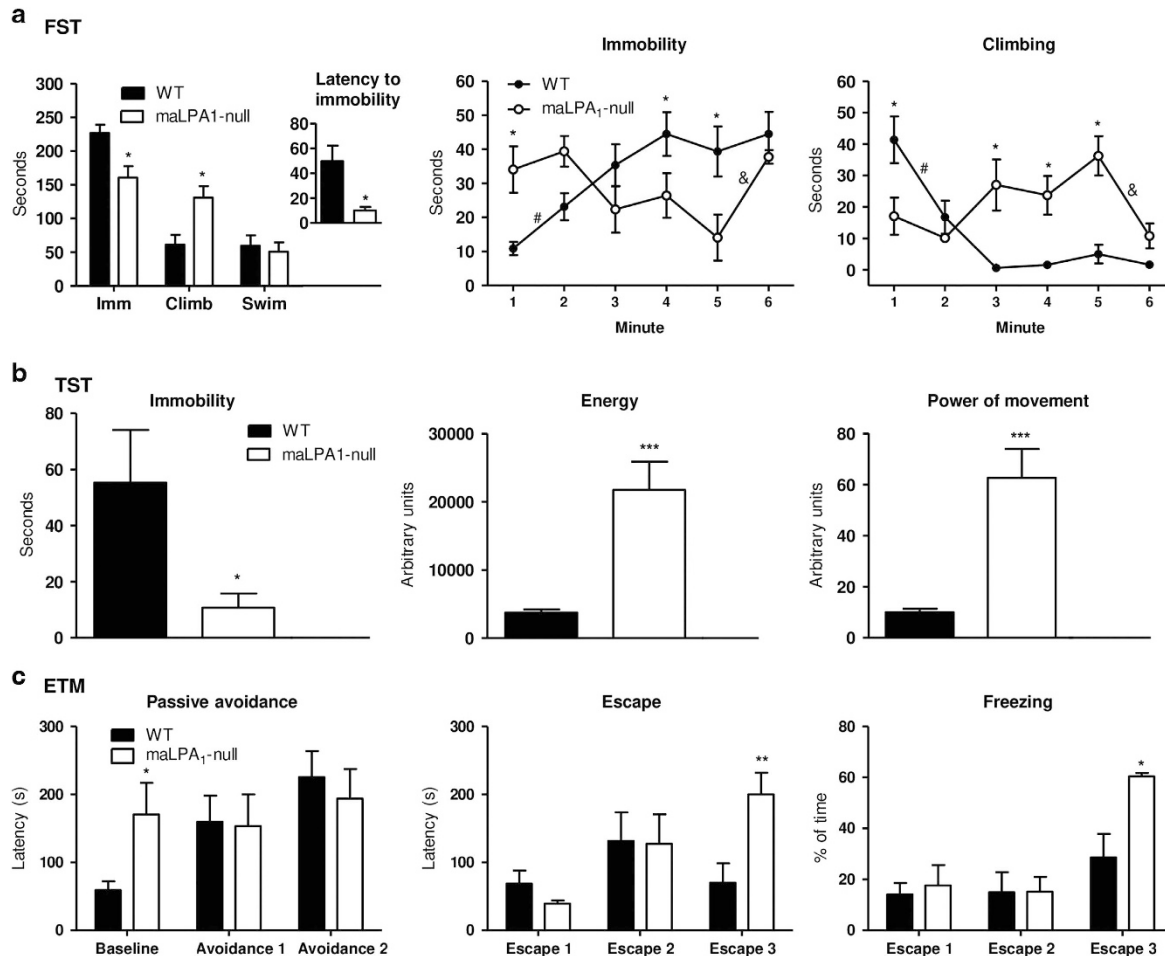 a FST
300
250
200
150
100
50
0
Seconds
WT
maLPA1-null
*
*
Imm Climb Swim
Latency to
immobility
80
60
40
20
0
*
Immobility
60
50
40
30
20
10
0
Seconds
WT
maLPA₁-null
* # * * &
1 2 3 4 5 6
Minute
Climbing
60
50
40
30
20
10
0
Seconds
* # * * * &
1 2 3 4 5 6
Minute
b TST
Immobility
80
60
40
20
0
Seconds
WT
maLPA1-null
*
Energy
30000
20000
10000
0
Arbitrary units
***
Power of movement
80
60
40
20
0
Arbitrary units
***
c ETM
Passive avoidance
300
200
100
0
Latency (s)
WT
maLPA₁-null
*
Baseline Avoidance 1 Avoidance 2
Escape
300
200
100
0
Latency (s)
**
Escape 1 Escape 2 Escape 3
Freezing
80
60
40
20
0
% of time
*
Escape 1 Escape 2 Escape 3